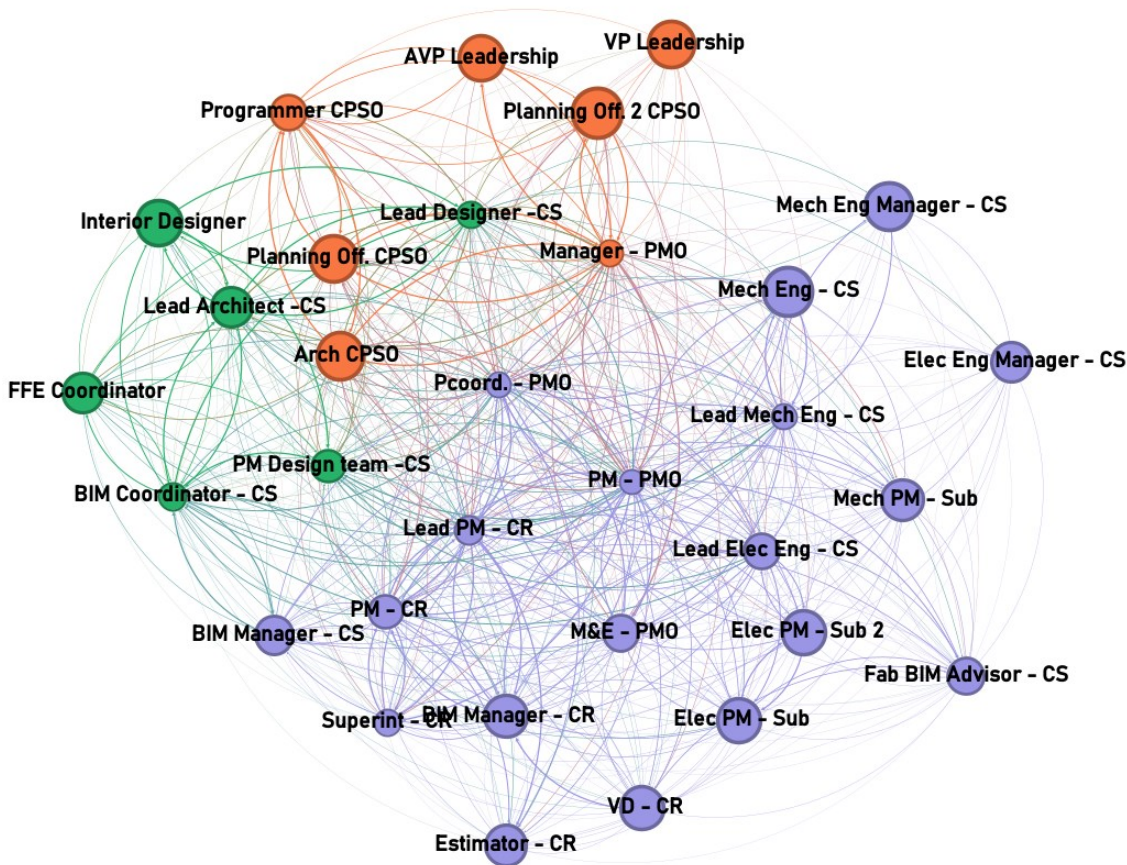 VP Leadership
AVP Leadership
Programmer CPSO
Planning Off. 2 CPSO
Interior Designer
Lead Designer -CS
Mech Eng Manager - CS
Planning Off. CPSO
Manager - PMO
Mech Eng - CS
Lead Architect -CS
Arch CPSO
Elec Eng Manager - CS
FFE Coordinator
Pcoord. - PMO
Lead Mech Eng - CS
PM Design team -CS
BIM Coordinator - CS
PM - PMO
Mech PM - Sub
Lead PM - CR
Lead Elec Eng - CS
PM - CR
BIM Manager - CS
M&E - PMO
Elec PM - Sub 2
Fab BIM Advisor - CS
Superint - CR
BIM Manager - CR
Elec PM - Sub
VD - CR
Estimator - CR